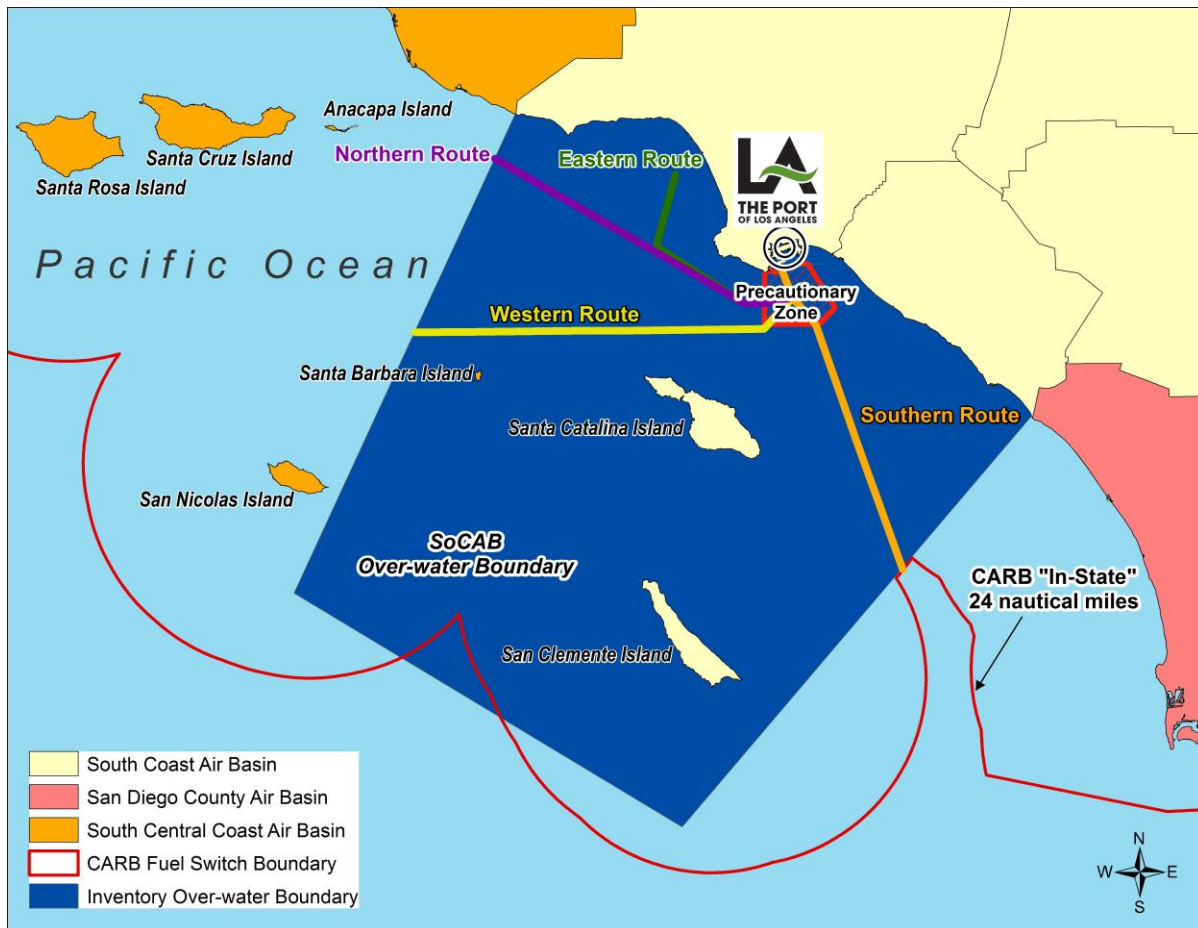 Anacapa Island
Santa Cruz Island
Santa Rosa Island
Northern Route
Eastern Route
LA
THE PORT
OF LOS ANGELES
Pacific Ocean
Precautionary
Zone
Western Route
Santa Barbara Island
Santa Catalina Island
Southern Route
San Nicolas Island
SoCAB
Over-water Boundary
CARB "In-State"
24 nautical miles
San Clemente Island
South Coast Air Basin
San Diego County Air Basin
South Central Coast Air Basin
CARB Fuel Switch Boundary
Inventory Over-water Boundary
N
W E
S